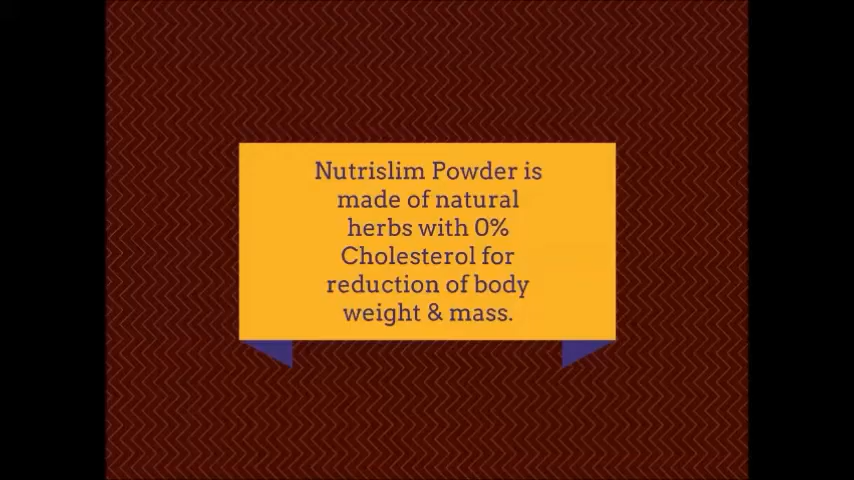 Nutrislim Powder is
made of natural
herbs with 0%
Cholesterol for
reduction of body
weight & mass.